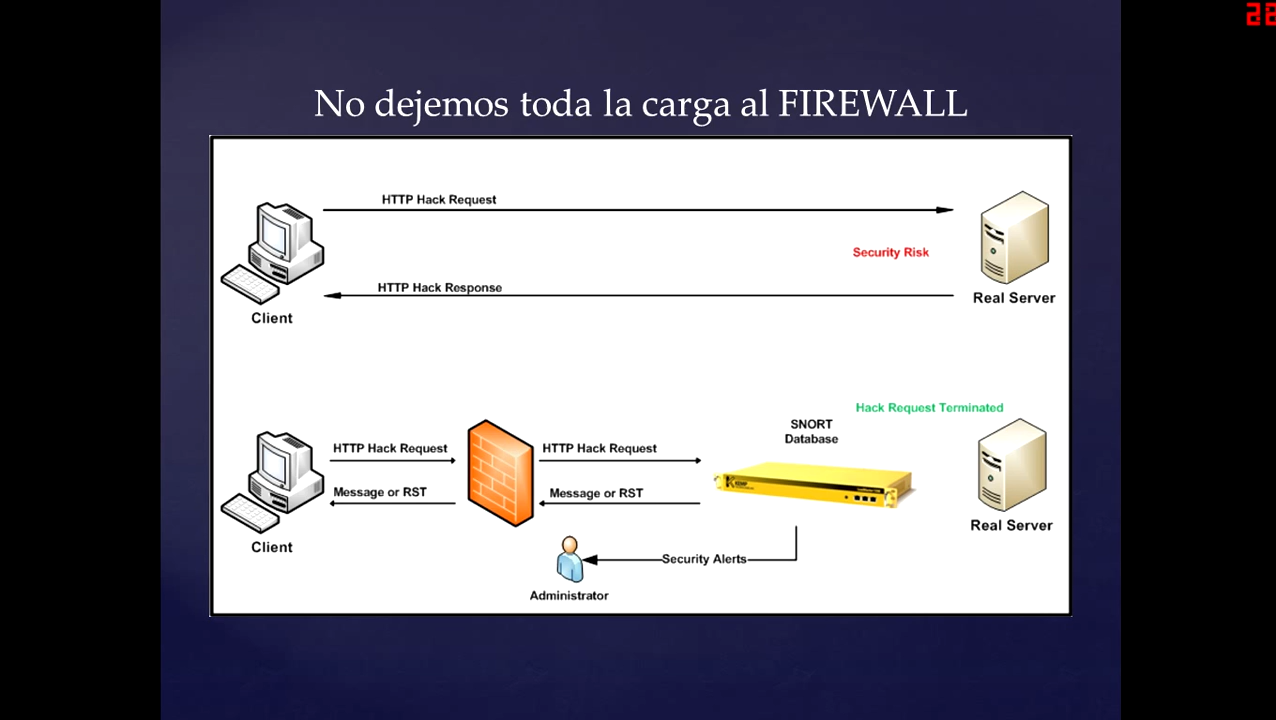 28
No dejemos toda la carga al FIREWALL
HTTP Hack Request
Security Risk
HTTP Hack Response
Client
Real Server
Hack Request Terminated
SNORT
Database
HTTP Hack Request
HTTP Hack Request
Message or RST
Message or RST
KEMP
Client
Real Server
Security Alerts
Administrator